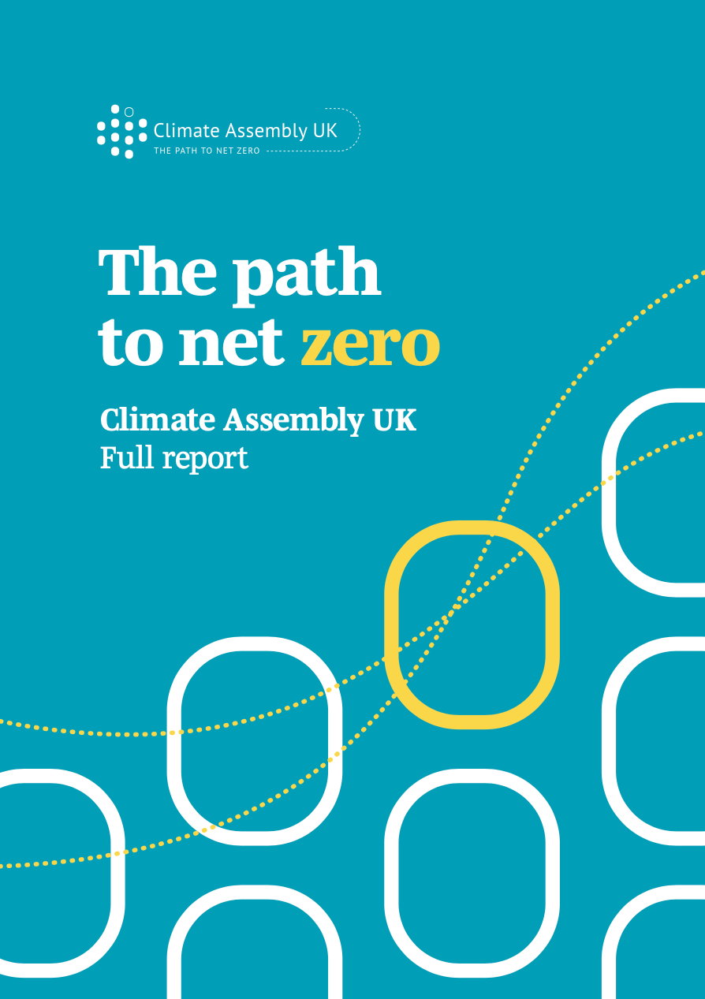 Climate Assembly UK
THE PATH TO NET ZERO
The path
to net zero
Climate Assembly UK
Full report